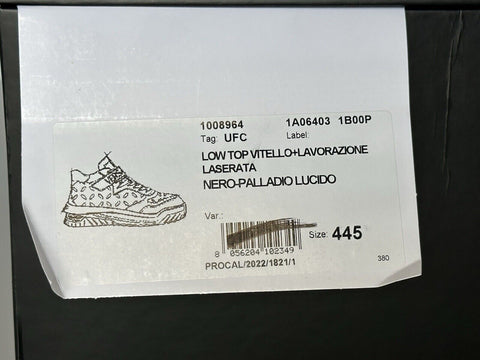 1008964 1A06403 1B00P
Tag: UFC Label:
LOW TOP VITELLO+LAVORAZIONE
LASERATA
NERO-PALLADIO LUCIDO
Var.:
Size: 445
8 056204 102349
PROCAL/2022/1821/1
380